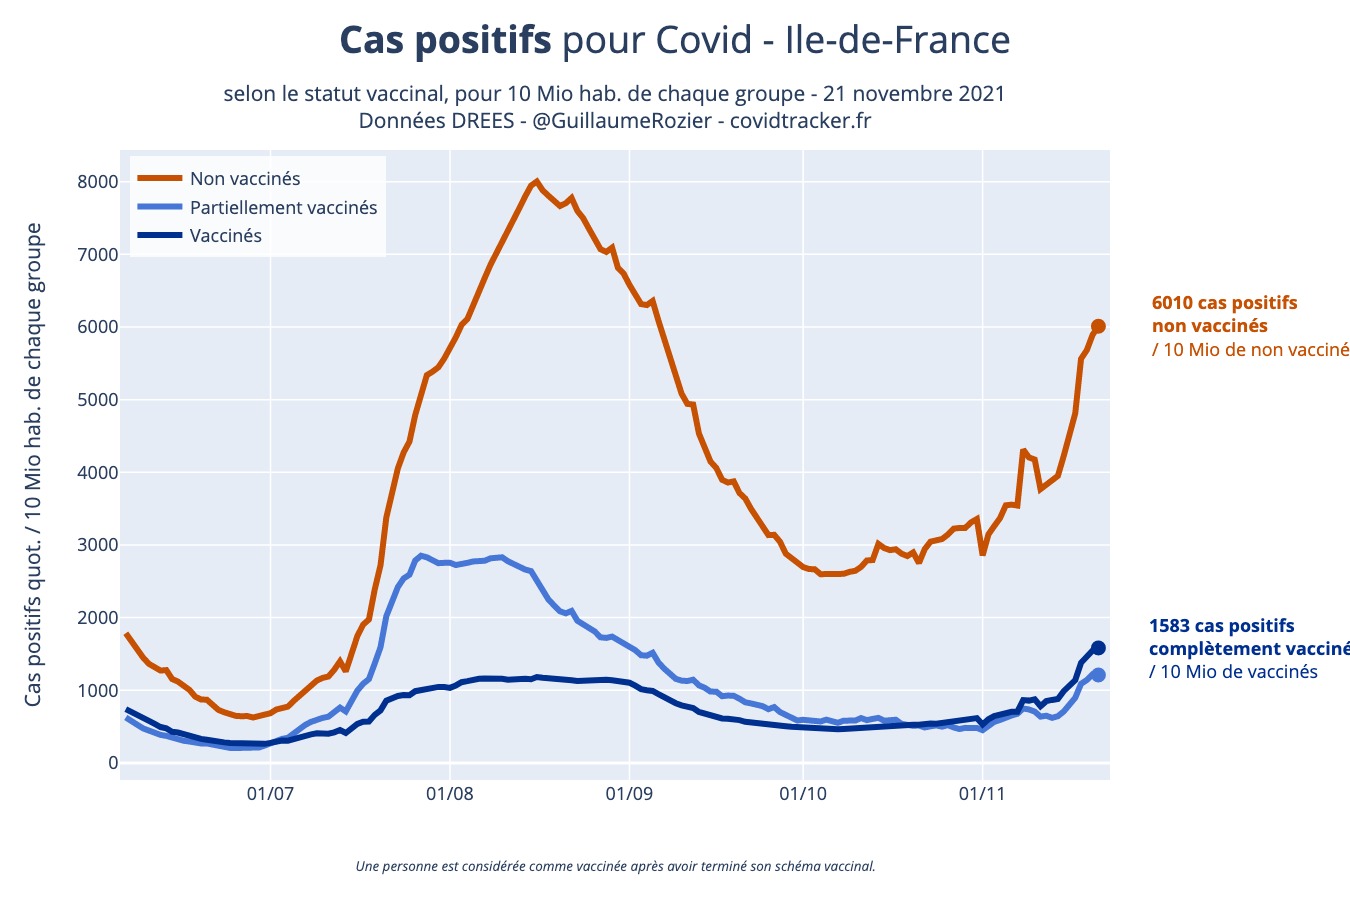 Cas positifs pour Covid - Ile-de-France
selon le statut vaccinal, pour 10 Mio hab. de chaque groupe - 21 novembre 2021
Données DREES - @GuillaumeRozier - covidtracker.fr
Cas positifs quot. / 10 Mio hab. de chaque groupe
Non vaccinés
Partiellement vaccinés
Vaccinés
8000
7000
6000
5000
4000
3000
2000
1000
0
01/07
01/08
01/09
01/10
01/11
6010 cas positifs
non vaccinés
/ 10 Mio de non vacciné
1583 cas positifs
complètement vacciné
/ 10 Mio de vaccinés
Une personne est considérée comme vaccinée après avoir terminé son schéma vaccinal.